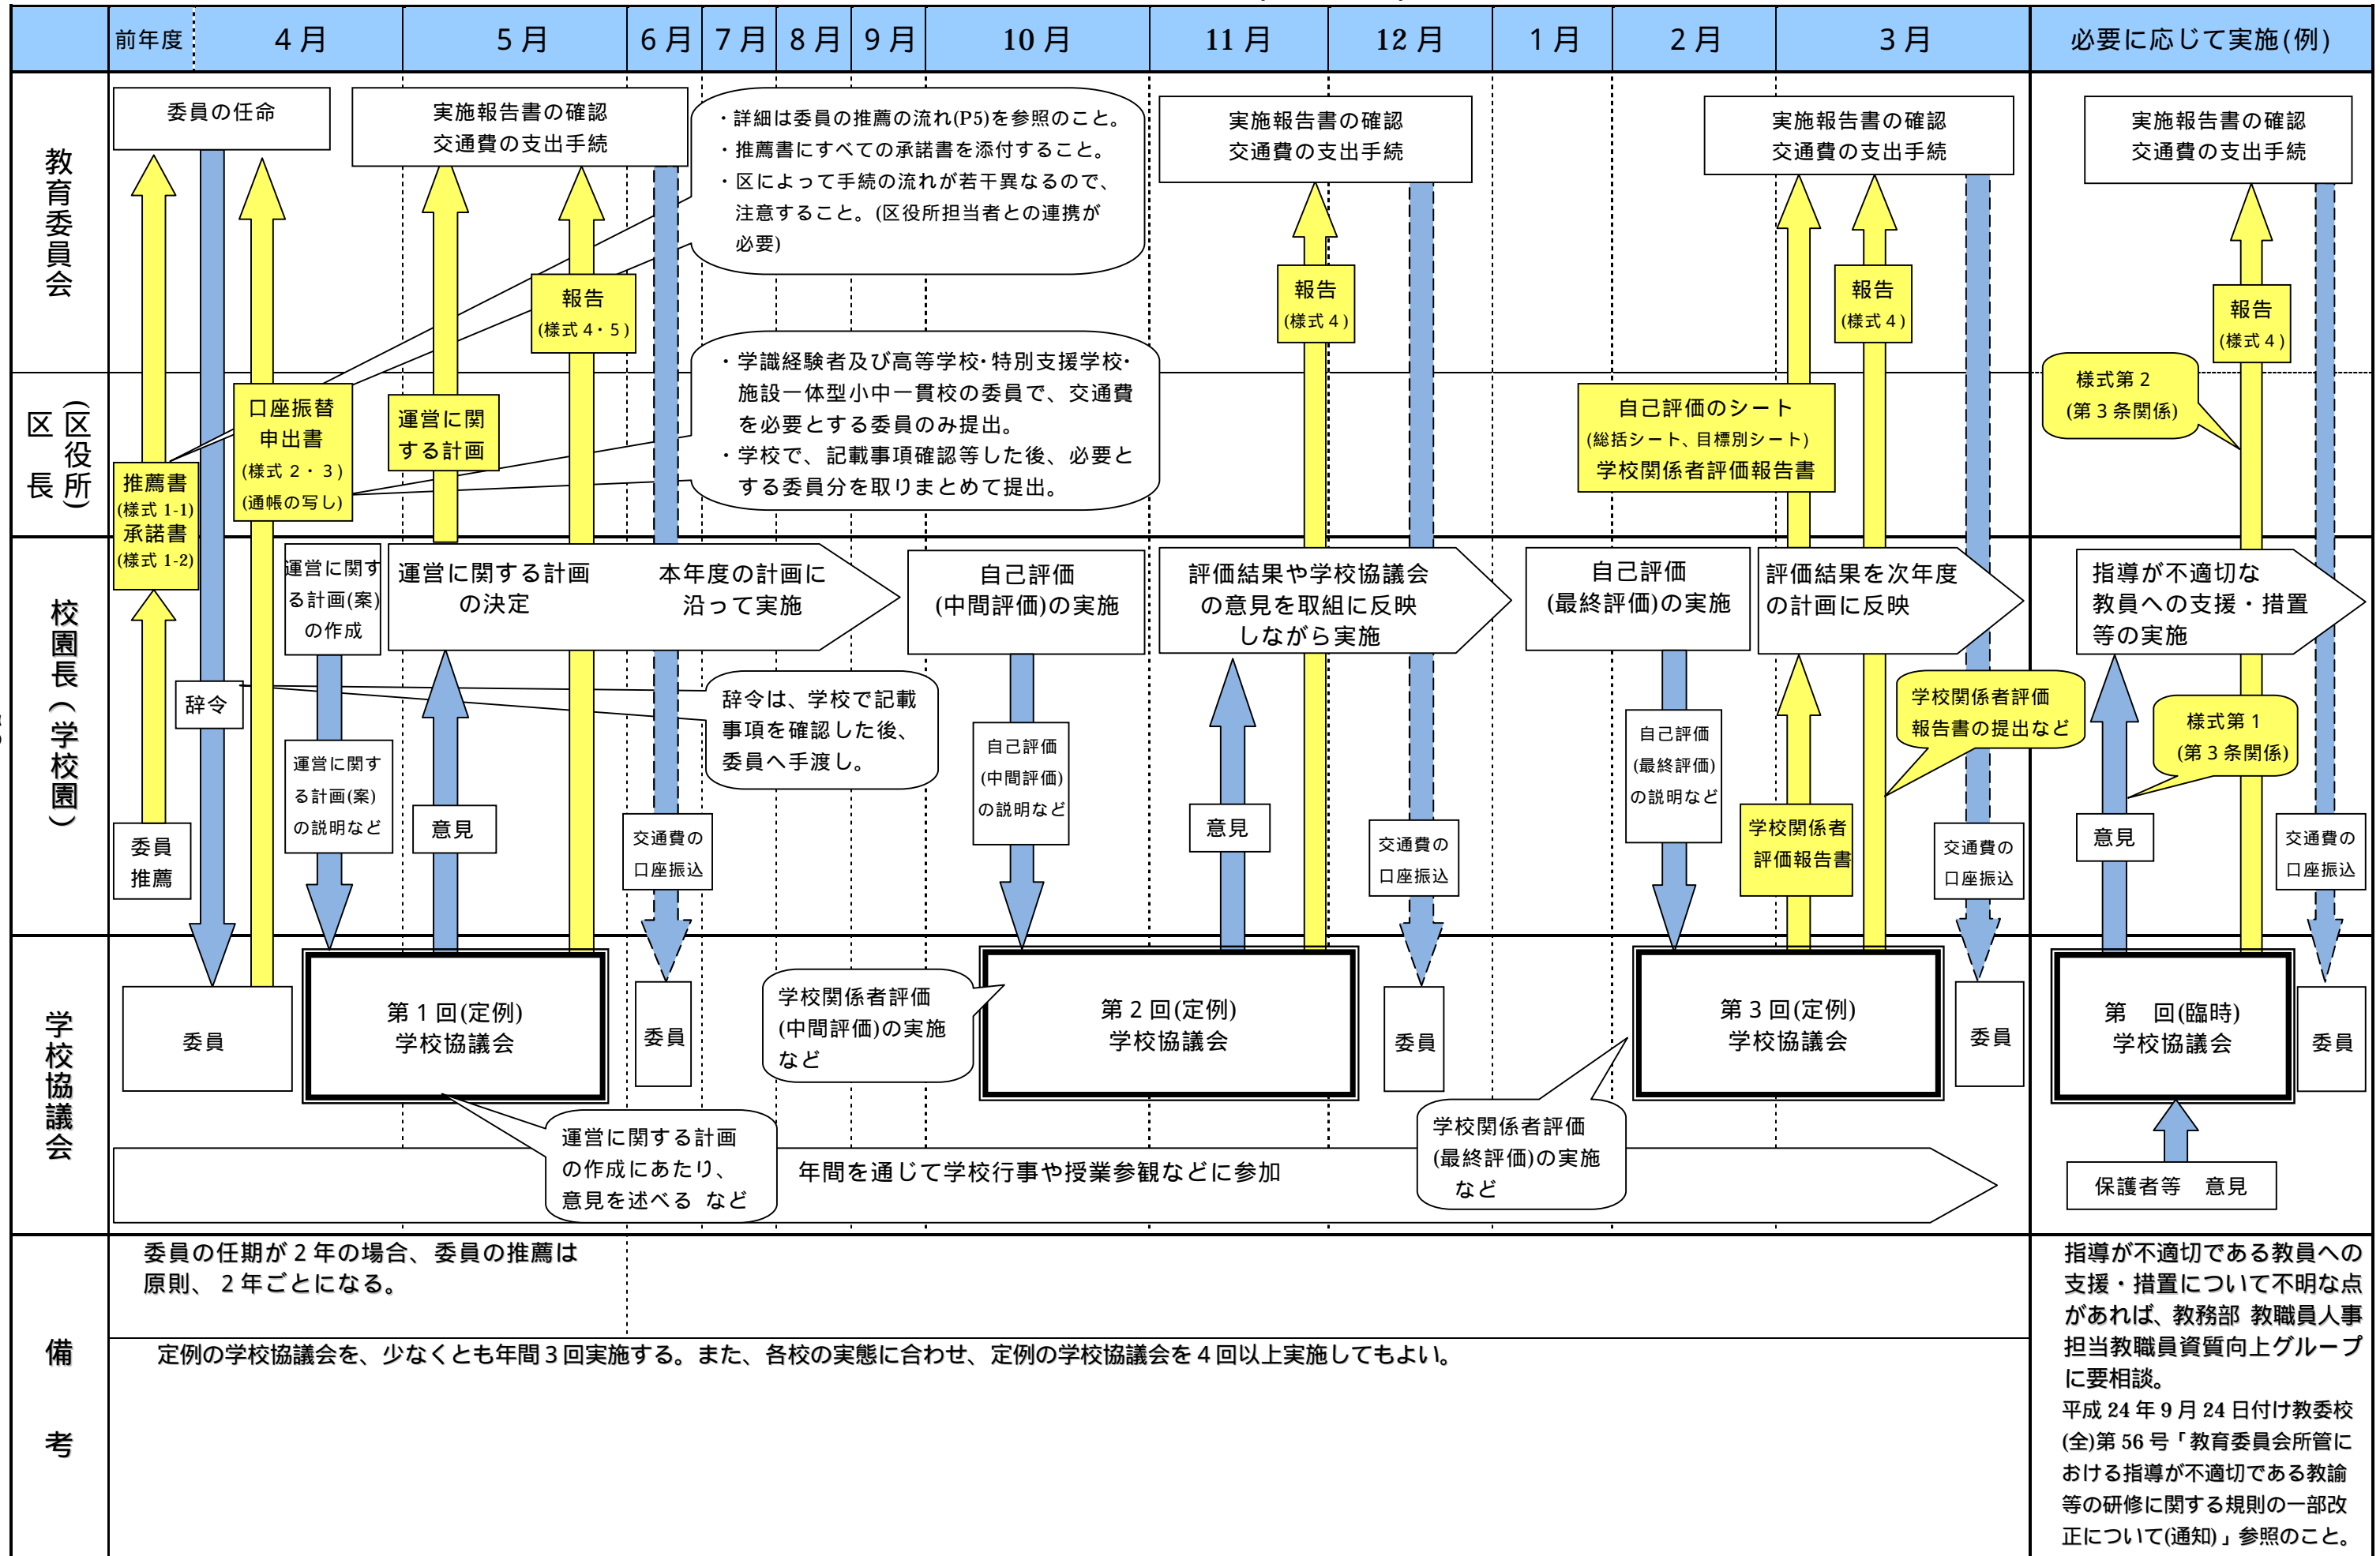 前年度
4月
5月
6月
7月
8月
9月
10月
11月
12月
1月
2月
3月
必要に応じて実施(例)
教育委員会
委員の任命
実施報告書の確認
交通費の支出手続
・詳細は委員の推薦の流れ(P5)を参照のこと。
・推薦書にすべての承諾書を添付すること。
・区によって手続の流れが若干異なるので、
注意すること。(区役所担当者との連携が
必要)
実施報告書の確認
交通費の支出手続
実施報告書の確認
交通費の支出手続
実施報告書の確認
交通費の支出手続
報告
(様式4・5)
報告
(様式4)
報告
(様式4)
報告
(様式4)
・学識経験者及び高等学校・特別支援学校・
施設一体型小中一貫校の委員で、交通費
を必要とする委員のみ提出。
・学校で、記載事項確認等した後、必要と
する委員分を取りまとめて提出。
様式第2
(第3条関係)
区長
(区役所)
口座振替
申出書
(様式2・3)
(通帳の写し)
運営に関
する計画
自己評価のシート
(総括シート、目標別シート)
学校関係者評価報告書
推薦書
(様式1-1)
承諾書
(様式1-2)
校園長(学校園)
運営に関す
る計画(案)
の作成
運営に関する計画
の決定
本年度の計画に
沿って実施
自己評価
(中間評価)の実施
評価結果や学校協議会
の意見を取組に反映
しながら実施
自己評価
(最終評価)の実施
評価結果を次年度
の計画に反映
指導が不適切な
教員への支援・措置
等の実施
辞令
辞令は、学校で記載
事項を確認した後、
委員へ手渡し。
学校関係者評価
報告書の提出など
様式第1
(第3条関係)
運営に関す
る計画(案)
の説明など
自己評価
(中間評価)
の説明など
自己評価
(最終評価)
の説明など
委員
推薦
意見
交通費の
口座振込
意見
交通費の
口座振込
学校関係者
評価報告書
交通費の
口座振込
意見
交通費の
口座振込
学校協議会
委員
第1回(定例)
学校協議会
委員
学校関係者評価
(中間評価)の実施
など
第2回(定例)
学校協議会
委員
第3回(定例)
学校協議会
委員
第　回(臨時)
学校協議会
委員
運営に関する計画
の作成にあたり、
意見を述べる など
年間を通じて学校行事や授業参観などに参加
学校関係者評価
(最終評価)の実施
など
保護者等　意見
備考
委員の任期が2年の場合、委員の推薦は
原則、2年ごとになる。
定例の学校協議会を、少なくとも年間3回実施する。また、各校の実態に合わせ、定例の学校協議会を4回以上実施してもよい。
指導が不適切である教員への
支援・措置について不明な点
があれば、教務部 教職員人事
担当教職員資質向上グループ
に要相談。
平成24年9月24日付け教委校
(全)第56号「教育委員会所管に
おける指導が不適切である教諭
等の研修に関する規則の一部改
正について(通知)」参照のこと。